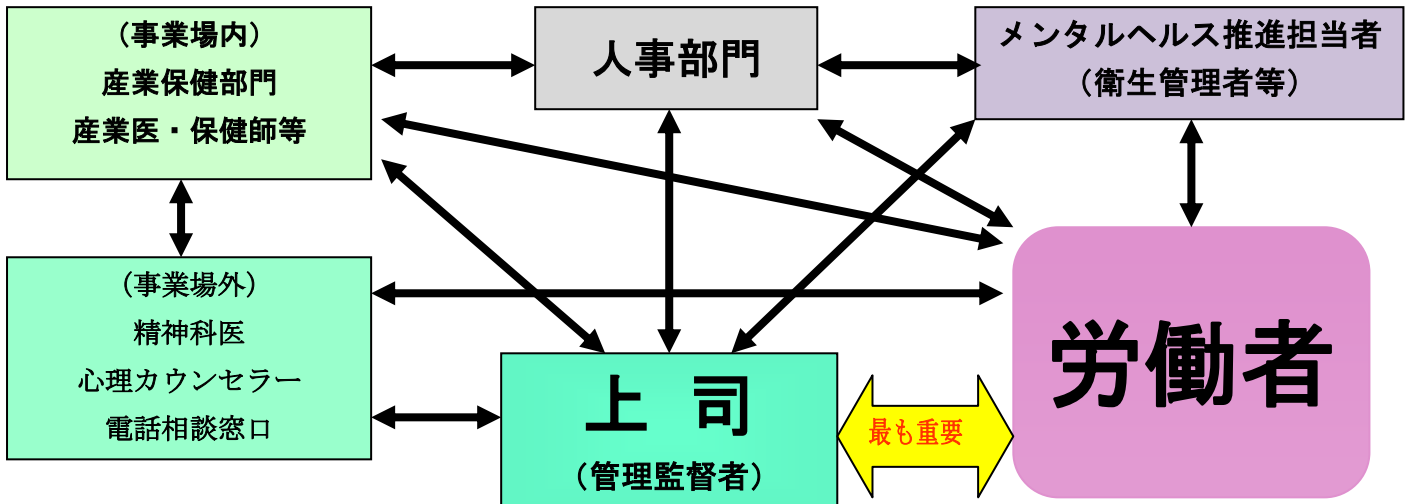 （事業場内）
産業保健部門
産業医・保健師等
人事部門
メンタルヘルス推進担当者
（衛生管理者等）
（事業場外）
精神科医
心理カウンセラー
電話相談窓口
上 司
（管理監督者）
最も重要
労働者